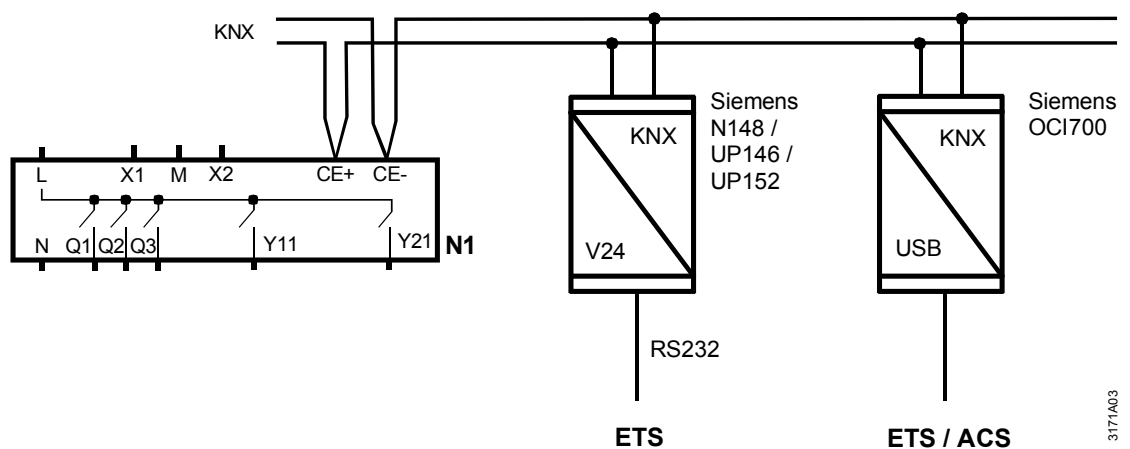 KNX
Siemens
N148 /
UP146 /
UP152
Siemens
OCI700
KNX
KNX
L X1 M X2 CE+ CE-
N Q1 Q2 Q3 Y11 Y21 N1
V24
USB
RS232
ETS
ETS / ACS
3171A03